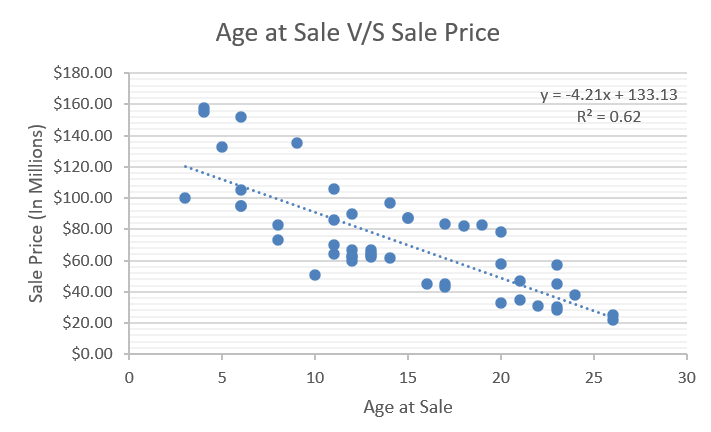 Age at Sale V/S Sale Price
$180.00
$160.00
$140.00
$120.00
$100.00
$80.00
$60.00
$40.00
$20.00
$0.00
Sale Price (In Millions)
y = -4.21x + 133.13
R² = 0.62
0 5 10 15 20 25 30
Age at Sale